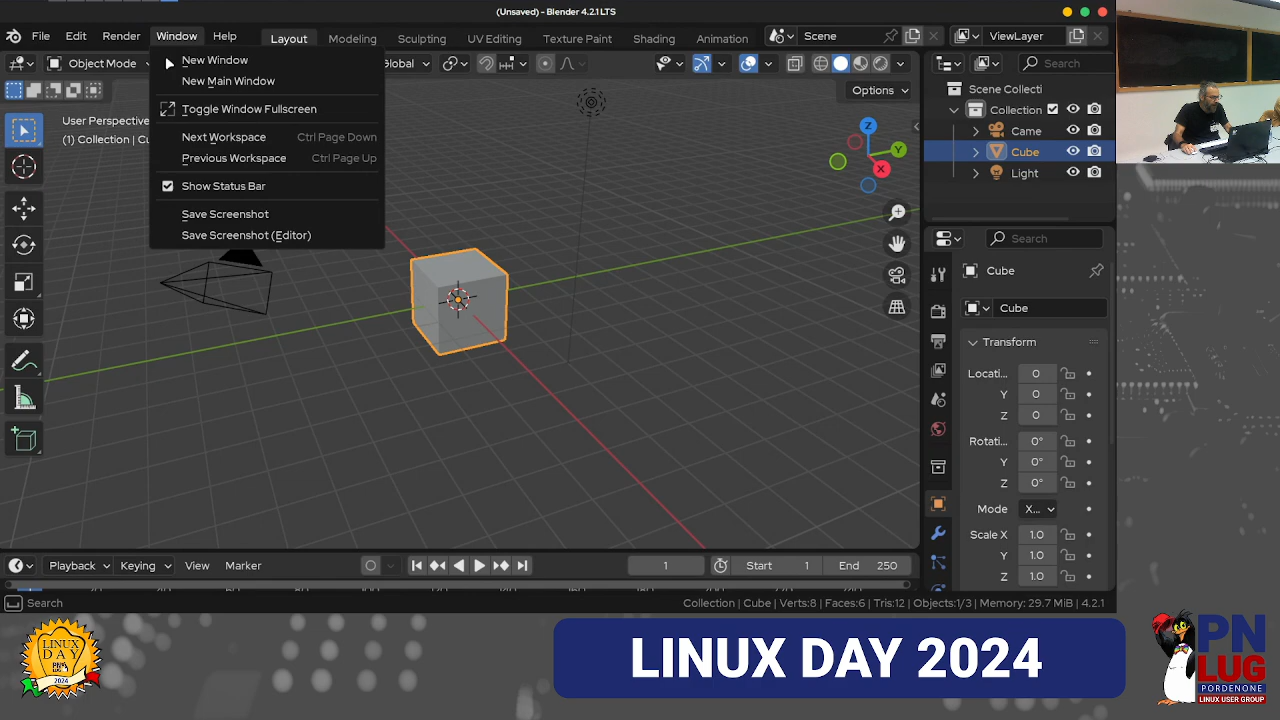 (Unsaved) - Blender 4.2.1 LTS
File Edit Render Window Help Layout Modeling Sculpting UV Editing Texture Paint Shading Animation Scene ViewLayer
Object Mode Global Search
Options
New Window
New Main Window
Toggle Window Fullscreen
Next Workspace Ctrl Page Down
Previous Workspace Ctrl Page Up
Show Status Bar
Save Screenshot
Save Screenshot (Editor)
User Perspective
(1) Collection | Cu
Z
Y
X
Scene Collecti
Collection
Came
Cube
Light
Search
Cube
Cube
Transform
Locati... 0
Y 0
Z 0
Rotati... 0°
Y 0°
Z 0°
Mode X...
Scale X 1.0
Y 1.0
Z 1.0
Playback Keying View Marker 1 Start 1 End 250
Search
Collection | Cube | Verts:8 | Faces:6 | Tris:12 | Objects:1/3 | Memory: 29.7 MiB | 4.2.1
LINUX
DAY
2024
LINUX DAY 2024
PN
LUG
PORDENONE
LINUX USER GROUP